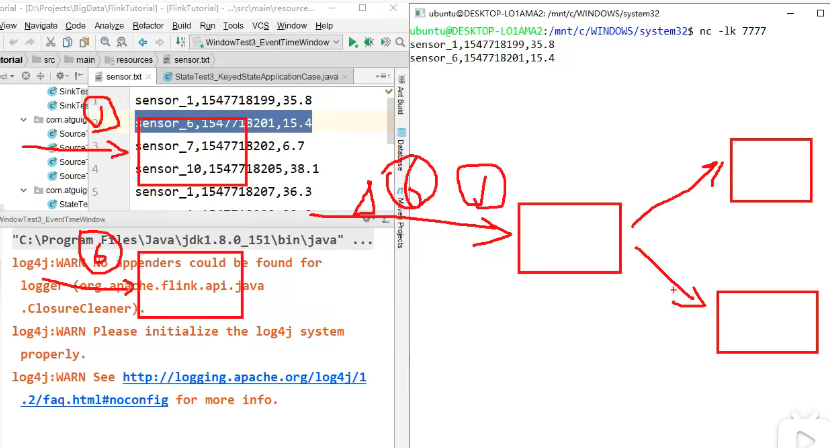 torial - [D:\Projects\BigData\FlinkTutorial] - [FlinkTutorial] - ...\src\main\resource...
View Navigate Code Analyze Refactor Build Run Tools VCS Window Help
WindowTest3_EventTimeWindow
torial src main resources sensor.txt
sensor.txt StateTest3_KeyedStateApplicationCase.java
SinkTes
SinkTes
com.atguig
SourceT
Source
SourceT
SourceT
com.atguig
StateTe
sensor_1,1547718199,35.8
sensor_6,1547718201,15.4
3 sensor_7,1547718202,6.7
4 sensor_10,1547718205,38.1
5 sensor_1,1547718207,36.3
Ant Build
Database
Maven Projects
1
6
1
6
WindowTest3_EventTimeWindow
"C:\Program Files\Java\jdk1.8.0_151\bin\java" ...
log4j:WARN No appenders could be found for
logger (org.apache.flink.api.java
.ClosureCleaner).
log4j:WARN Please initialize the log4j system
properly.
log4j:WARN See http://logging.apache.org/log4j/1
.2/faq.html#noconfig for more info.
ubuntu@DESKTOP-LO1AMA2: /mnt/c/WINDOWS/system32
ubuntu@DESKTOP-LO1AMA2:/mnt/c/WINDOWS/system32$ nc -lk 7777
sensor_1,1547718199,35.8
sensor_6,1547718201,15.4